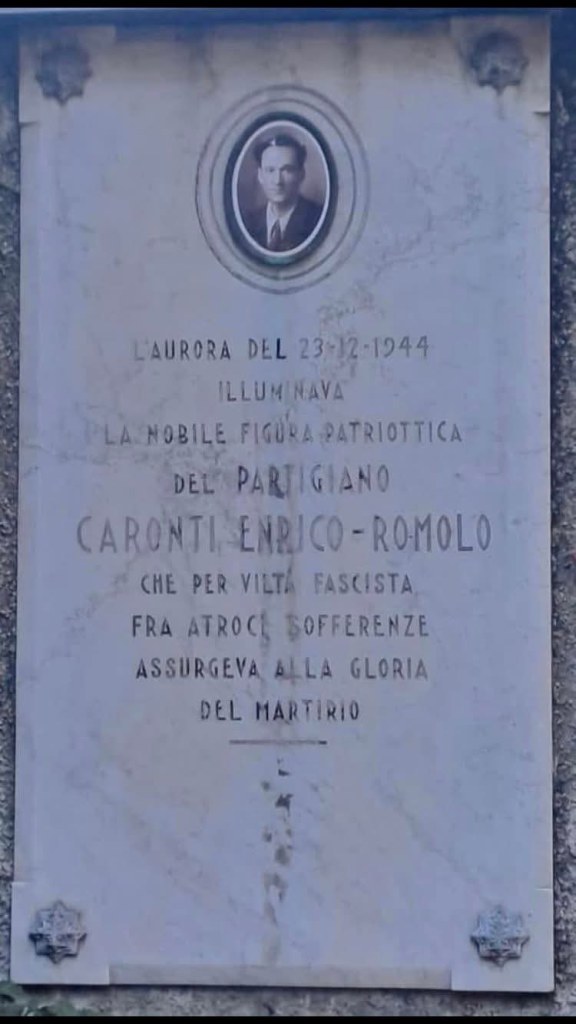 L'AURORA DEL 23-12-1944
ILLUMINAVA
LA NOBILE FIGURA PATRIOTTICA
DEL PARTIGIANO
CARONTI ENRICO-ROMOLO
CHE PER VILTÀ FASCISTA
FRA ATROCI SOFFERENZE
ASSURGEVA ALLA GLORIA
DEL MARTIRIO